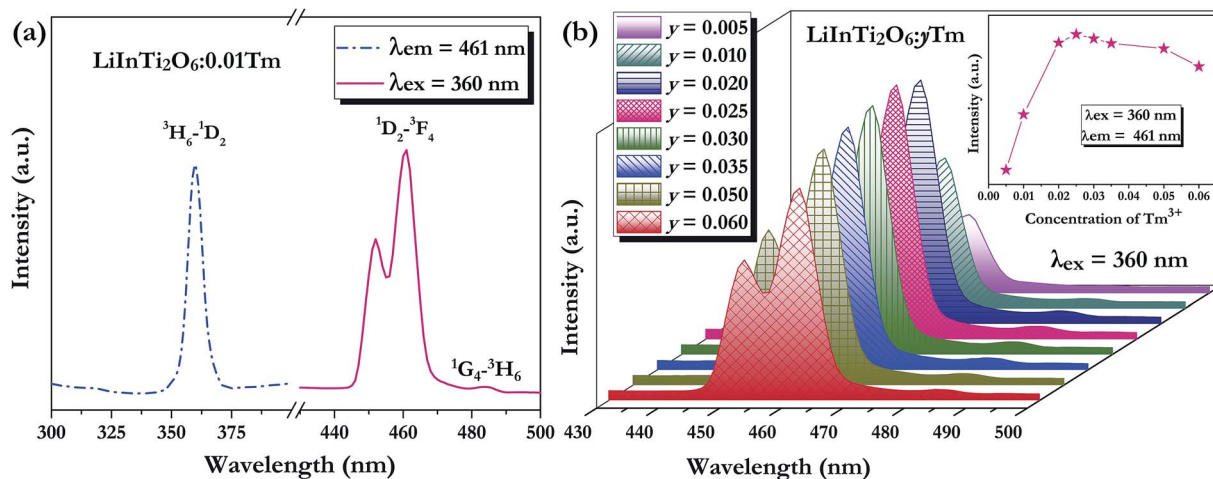 (a)
LiInTi₂O₆:0.01Tm
λem = 461 nm
λex = 360 nm
³H₆-¹D₂
¹D₂-³F₄
¹G₄-³H₆
Intensity (a.u.)
300 350 375 440 460 480 500
Wavelength (nm)
(b)
y = 0.005
y = 0.010
y = 0.020
y = 0.025
y = 0.030
y = 0.035
y = 0.050
y = 0.060
LiInTi₂O₆:yTm
Intensity (a.u.)
λex = 360 nm
λem = 461 nm
0.00 0.01 0.02 0.03 0.04 0.05 0.06
Concentration of Tm³⁺
λex = 360 nm
Intensity (a.u.)
430 440 450 460 470 480 490 500
Wavelength (nm)